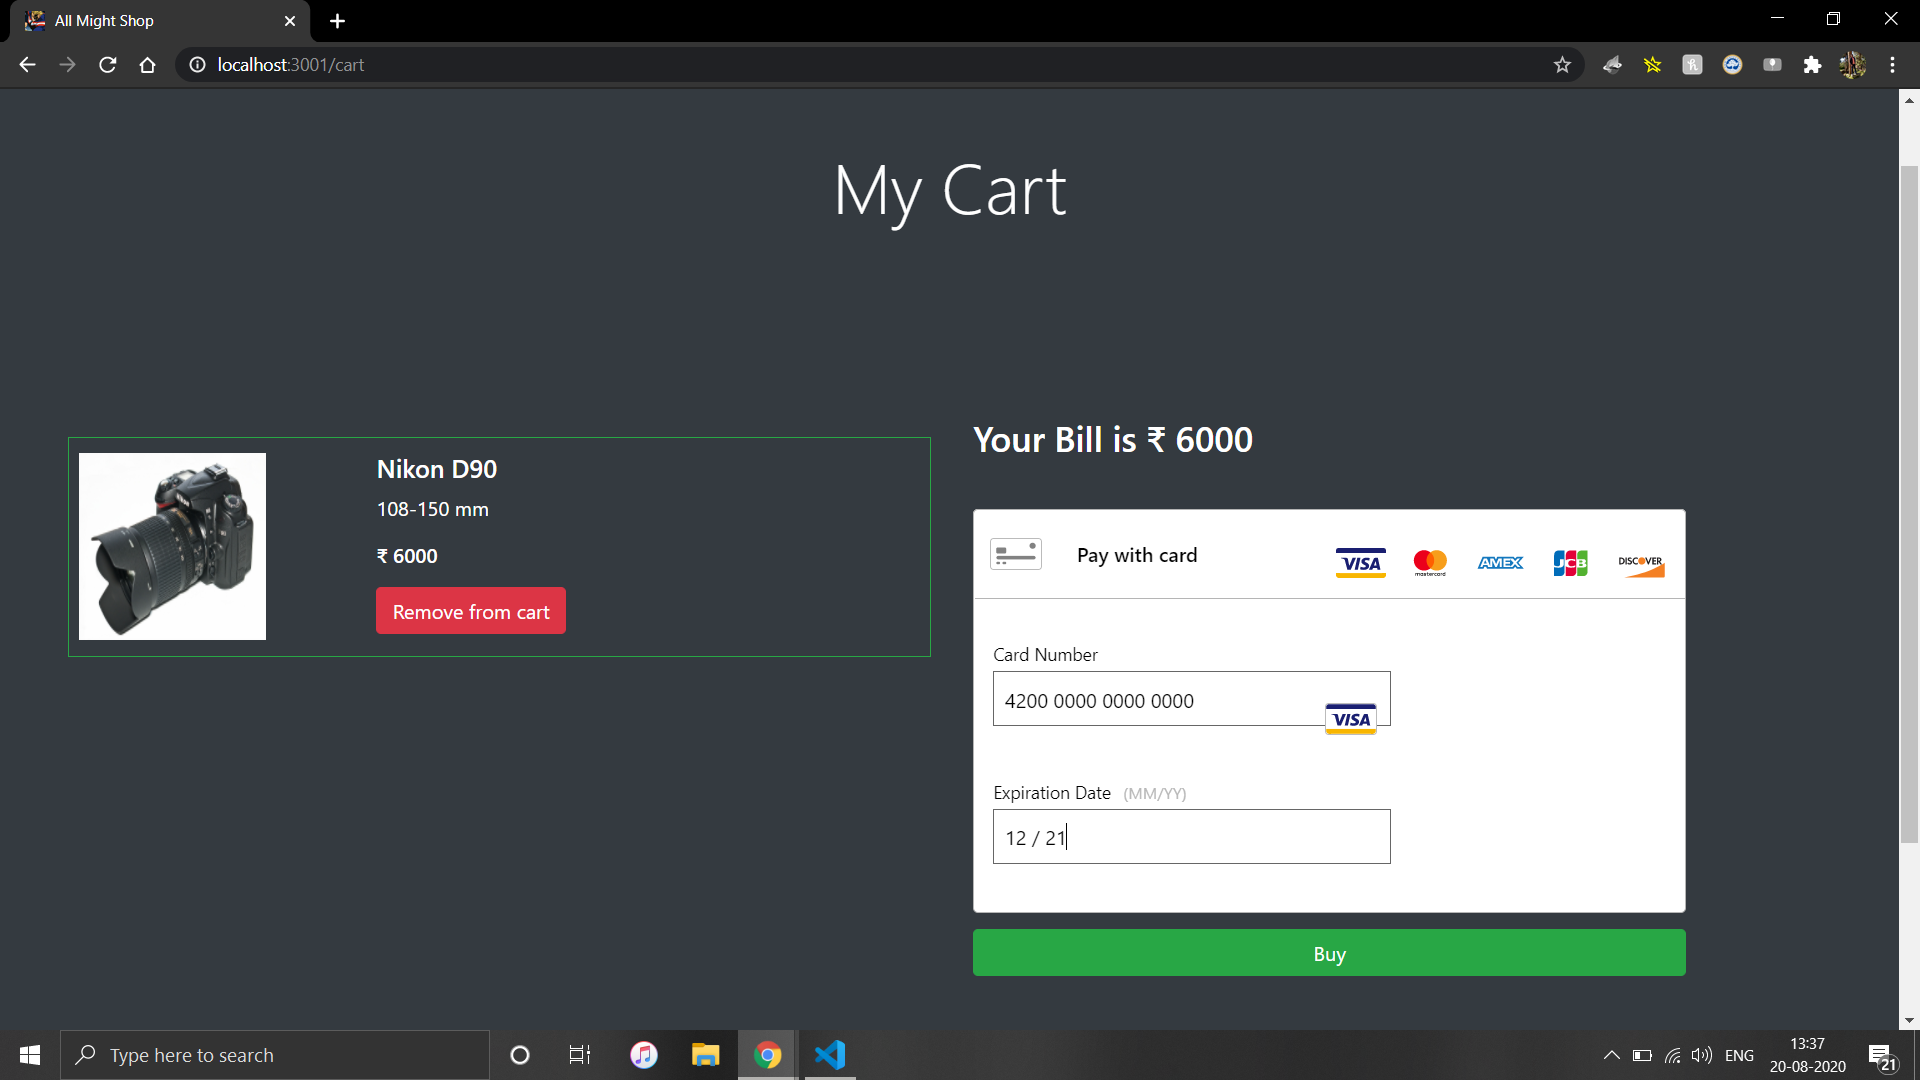 All Might Shop
localhost:3001/cart
My Cart
Nikon D90
108-150 mm
₹ 6000
Remove from cart
Your Bill is ₹ 6000
Pay with card
VISA
mastercard
AMEX
JCB
DISCOVER
Card Number
4200 0000 0000 0000
VISA
Expiration Date (MM/YY)
12 / 21
Buy
Type here to search
ENG
13:37
20-08-2020
21